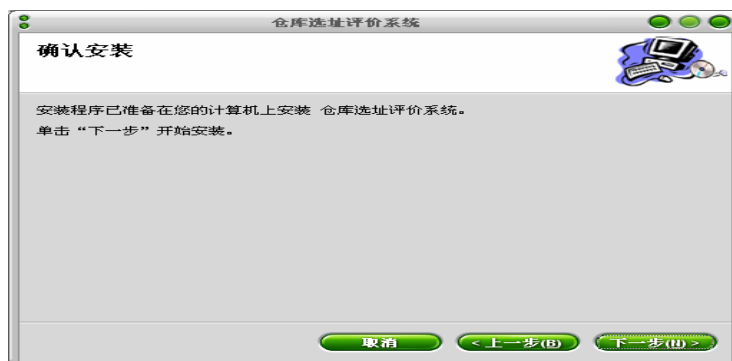 仓库选址评价系统
确认安装
安装程序已准备在您的计算机上安装 仓库选址评价系统。
单击“下一步”开始安装。
取消 < 上一步(B) 下一步(N) >